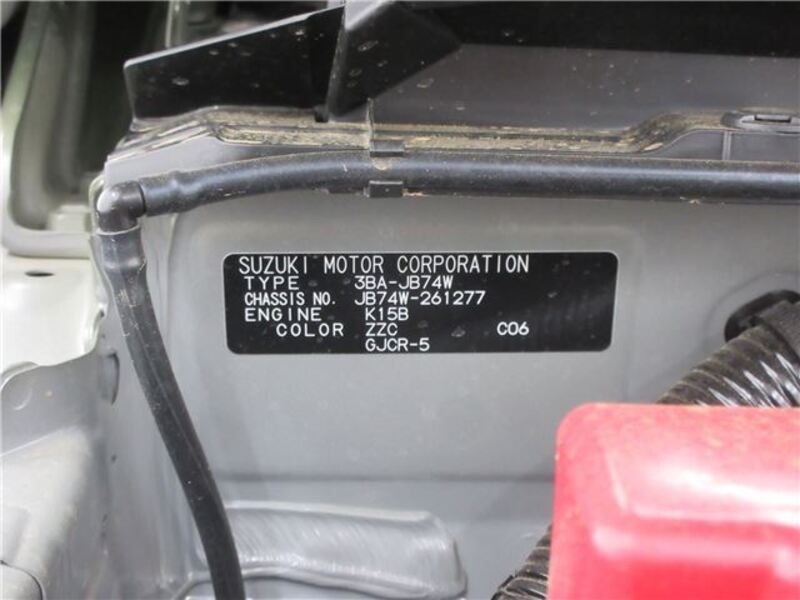 SUZUKI MOTOR CORPORATION
TYPE 3BA-JB74W
CHASSIS NO. JB74W-261277
ENGINE K15B
COLOR ZZC C06
GJCR-5